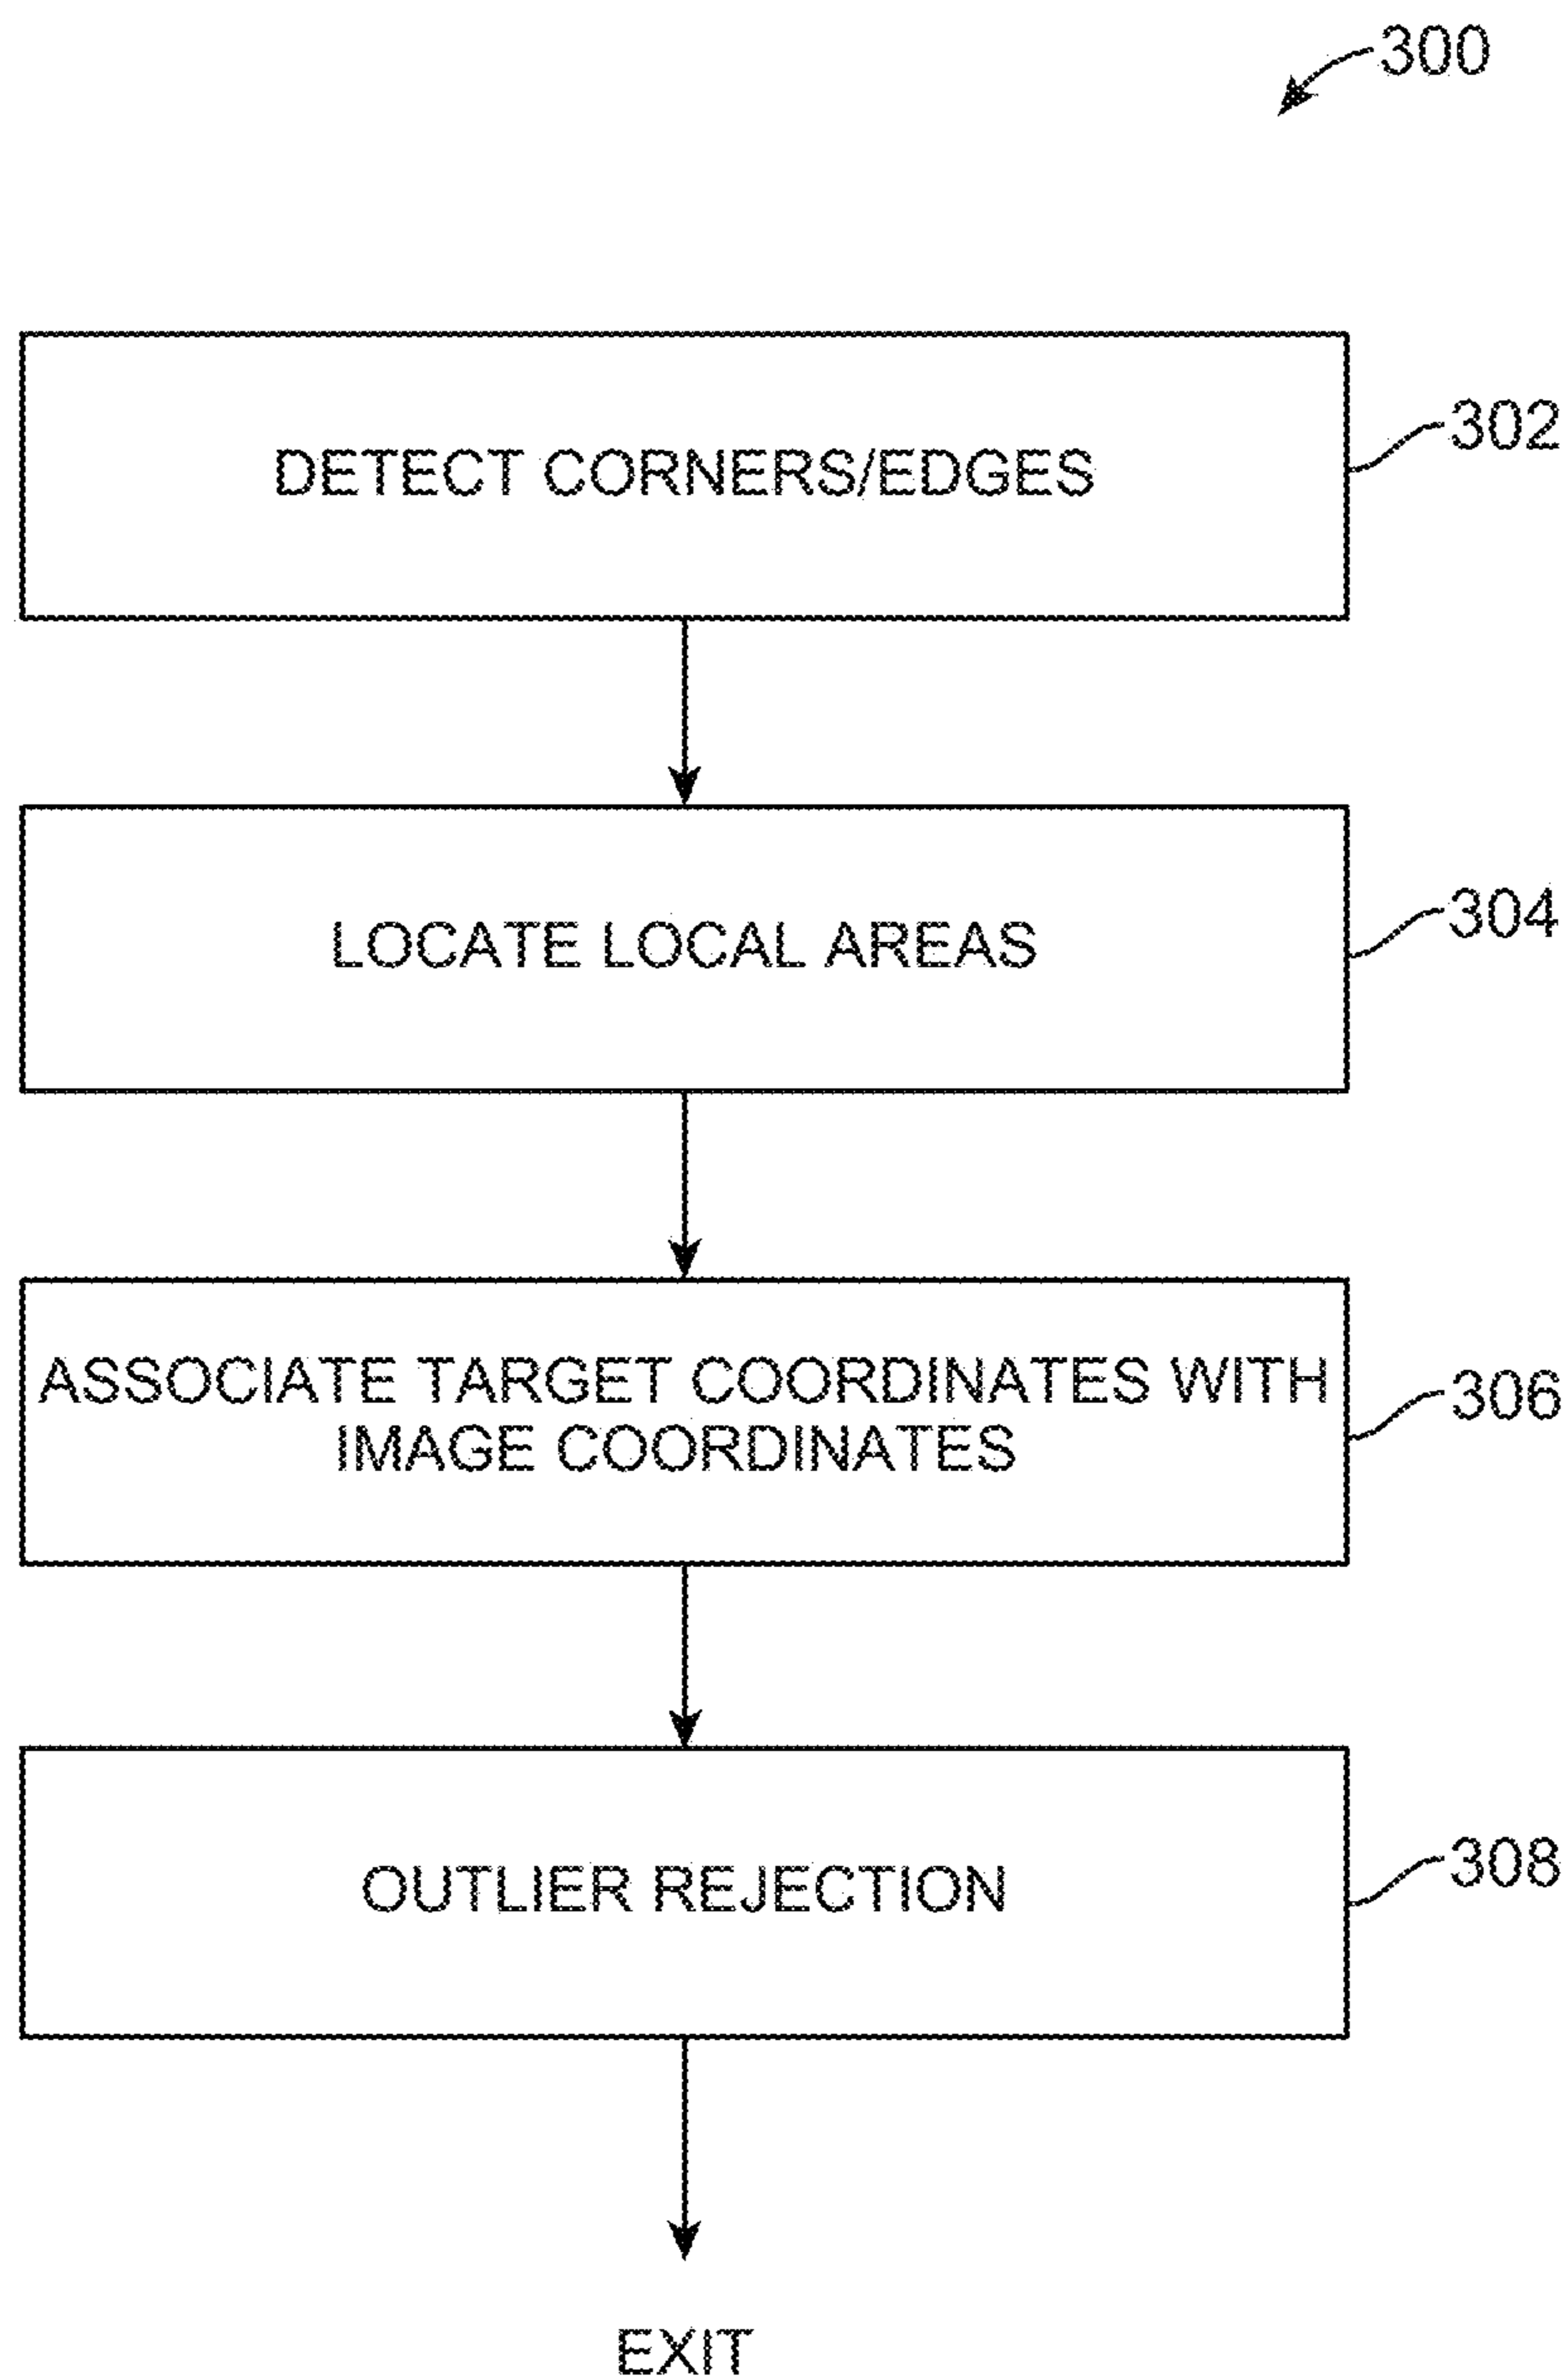 300
DETECT CORNERS/EDGES
302
LOCATE LOCAL AREAS
304
ASSOCIATE TARGET COORDINATES WITH
IMAGE COORDINATES
306
OUTLIER REJECTION
308
EXIT